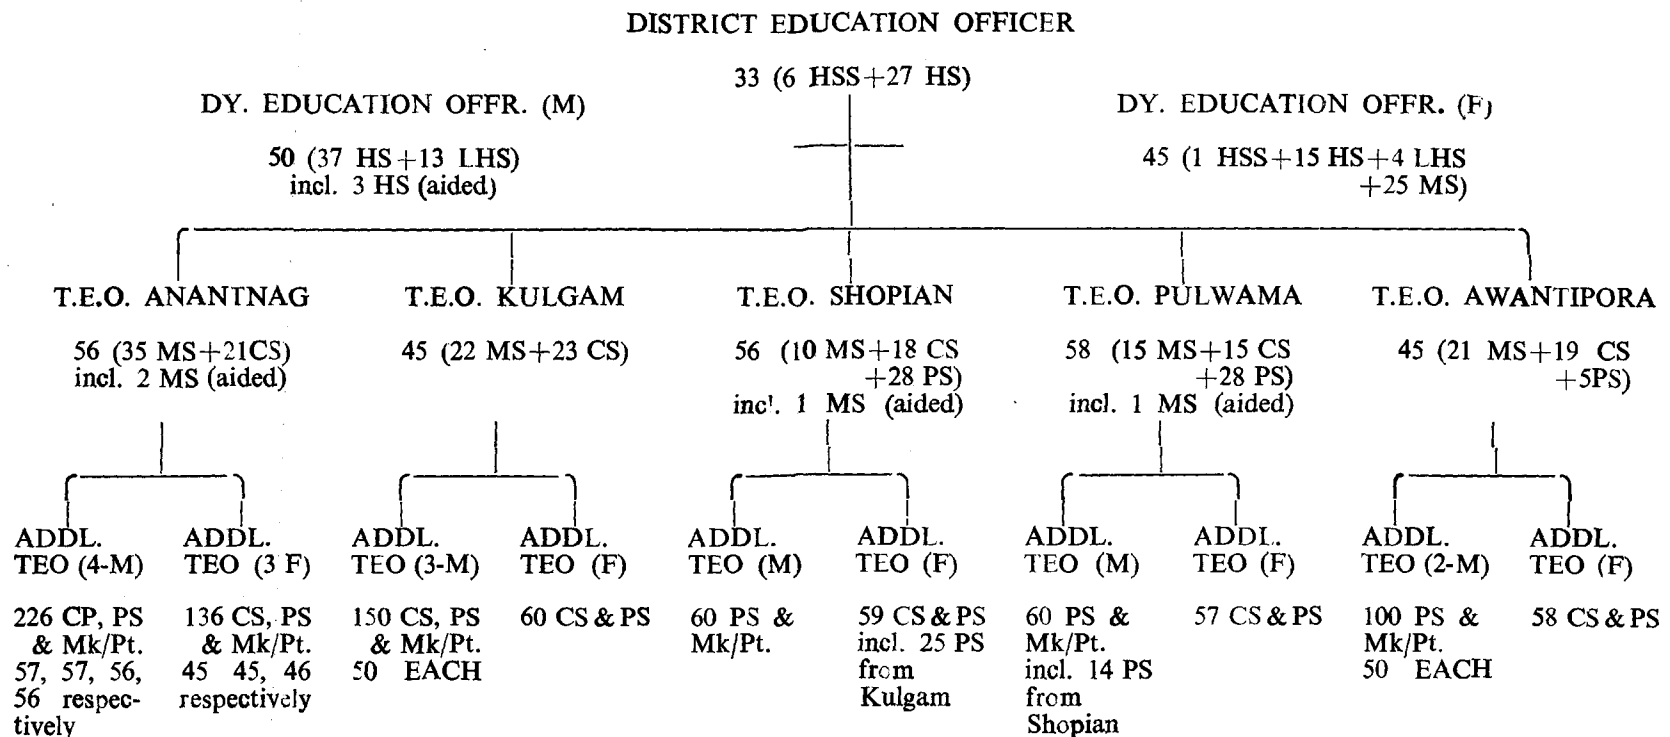 DISTRICT EDUCATION OFFICER
33 (6 HSS+27 HS)
DY. EDUCATION OFFR. (M)
50 (37 HS+13 LHS)
incl. 3 HS (aided)
DY. EDUCATION OFFR. (F)
45 (1 HSS+15 HS+4 LHS
+25 MS)
T.E.O. ANANTNAG
56 (35 MS+21CS)
incl. 2 MS (aided)
T.E.O. KULGAM
45 (22 MS+23 CS)
T.E.O. SHOPIAN
56 (10 MS+18 CS
+28 PS)
incl. 1 MS (aided)
T.E.O. PULWAMA
58 (15 MS+15 CS
+28 PS)
incl. 1 MS (aided)
T.E.O. AWANTIPORA
45 (21 MS+19 CS
+5PS)
ADDL.
TEO (4-M)
226 CP, PS
& Mk/Pt.
57, 57, 56,
56 respec-
tively
ADDL.
TEO (3 F)
136 CS, PS
& Mk/Pt.
45 45, 46
respectively
ADDL.
TEO (3-M)
150 CS, PS
& Mk/Pt.
50 EACH
ADDL.
TEO (F)
60 CS & PS
ADDL.
TEO (M)
60 PS &
Mk/Pt.
ADDL.
TEO (F)
59 CS & PS
incl. 25 PS
from
Kulgam
ADDL.
TEO (M)
60 PS &
Mk/Pt.
incl. 14 PS
from
Shopian
ADDL.
TEO (F)
57 CS & PS
ADDL.
TEO (2-M)
100 PS &
Mk/Pt.
50 EACH
ADDL.
TEO (F)
58 CS & PS